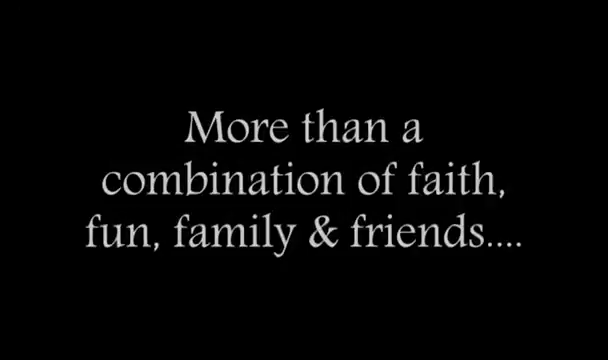 More than a
combination of faith,
fun, family & friends....